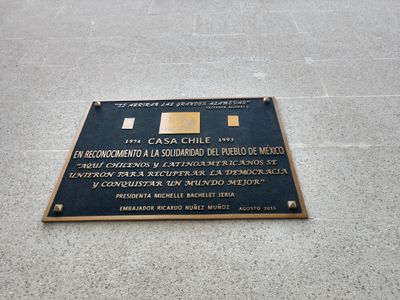 "SE ABRIRAN LAS GRANDES ALAMEDAS"
SALVADOR ALLENDE G.
1974 CASA CHILE 1993
EN RECONOCIMIENTO A LA SOLIDARIDAD DEL PUEBLO DE MÉXICO
"AQUÍ CHILENOS Y LATINOAMERICANOS SE
UNIERON PARA RECUPERAR LA DEMOCRACIA
Y CONQUISTAR UN MUNDO MEJOR"
PRESIDENTA MICHELLE BACHELET JERIA
EMBAJADOR RICARDO NUÑEZ MUÑOZ AGOSTO 2015